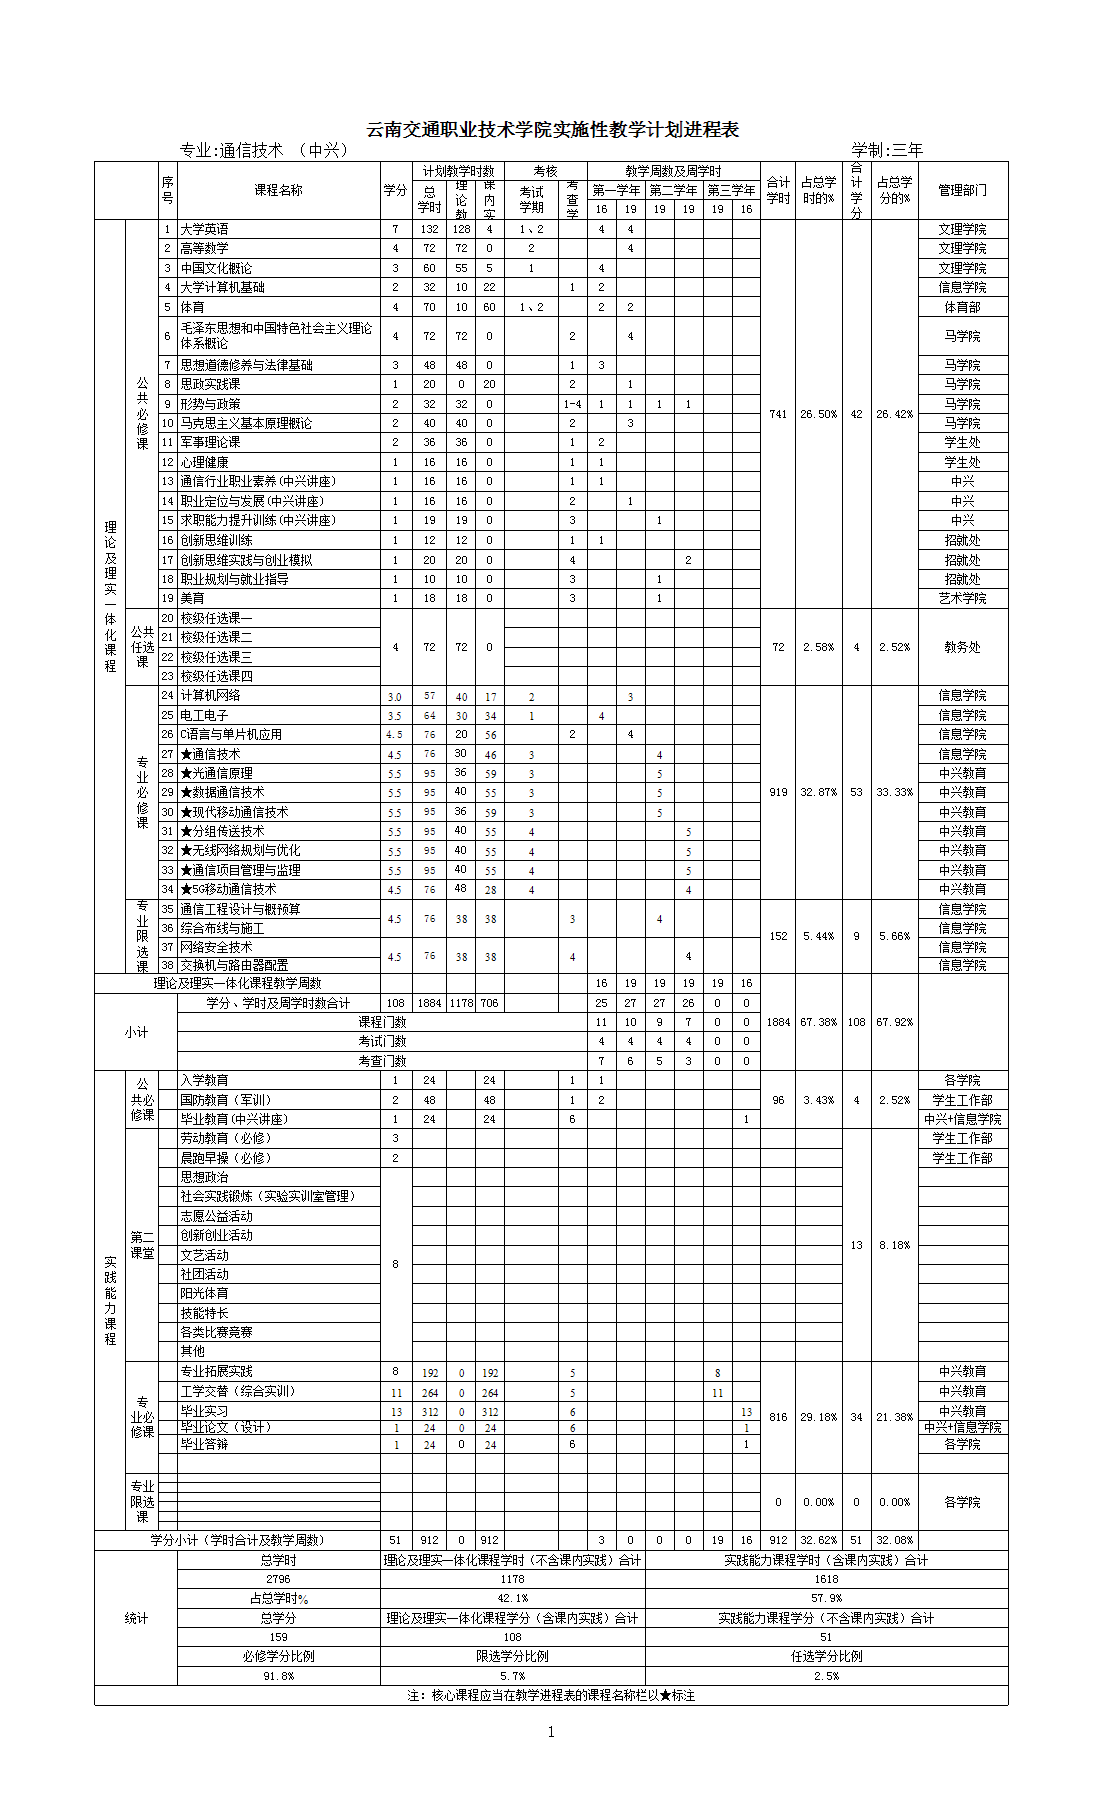 云南交通职业技术学院实施性教学计划进程表
专业:通信技术 （中兴） 学制:三年
序号 课程名称 学分 计划教学时数 考核 教学周数及周学时 合计学时 占总学时的% 合计学分 占总学分的% 管理部门
总学时 理论数 课内实 考试学期 考查学 第一学年 第二学年 第三学年
16 19 19 19 19 16
理论及理实一体化课程
公共必修课 741 26.50% 42 26.42%
1 大学英语 7 132 128 4 1、2 4 4 文理学院
2 高等数学 4 72 72 0 2 4 文理学院
3 中国文化概论 3 60 55 5 1 4 文理学院
4 大学计算机基础 2 32 10 22 1 2 信息学院
5 体育 4 70 10 60 1、2 2 2 体育部
6 毛泽东思想和中国特色社会主义理论体系概论 4 72 72 0 2 4 马学院
7 思想道德修养与法律基础 3 48 48 0 1 3 马学院
8 思政实践课 1 20 0 20 2 1 马学院
9 形势与政策 2 32 32 0 1-4 1 1 1 1 马学院
10 马克思主义基本原理概论 2 40 40 0 2 3 马学院
11 军事理论课 2 36 36 0 1 2 学生处
12 心理健康 1 16 16 0 1 1 学生处
13 通信行业职业素养(中兴讲座) 1 16 16 0 1 1 中兴
14 职业定位与发展(中兴讲座) 1 16 16 0 2 1 中兴
15 求职能力提升训练(中兴讲座) 1 19 19 0 3 1 中兴
16 创新思维训练 1 12 12 0 1 1 招就处
17 创新思维实践与创业模拟 1 20 20 0 4 2 招就处
18 职业规划与就业指导 1 10 10 0 3 1 招就处
19 美育 1 18 18 0 3 1 艺术学院
公共任选课 4 72 72 0 72 2.58% 4 2.52% 教务处
20 校级任选课一
21 校级任选课二
22 校级任选课三
23 校级任选课四
专业必修课 919 32.87% 53 33.33%
24 计算机网络 3.0 57 40 17 2 3 信息学院
25 电工电子 3.5 64 30 34 1 4 信息学院
26 C语言与单片机应用 4.5 76 20 56 2 4 信息学院
27 ★通信技术 4.5 76 30 46 3 4 信息学院
28 ★光通信原理 5.5 95 36 59 3 5 中兴教育
29 ★数据通信技术 5.5 95 40 55 3 5 中兴教育
30 ★现代移动通信技术 5.5 95 36 59 3 5 中兴教育
31 ★分组传送技术 5.5 95 40 55 4 5 中兴教育
32 ★无线网络规划与优化 5.5 95 40 55 4 5 中兴教育
33 ★通信项目管理与监理 5.5 95 40 55 4 5 中兴教育
34 ★5G移动通信技术 4.5 76 48 28 4 4 中兴教育
专业限选课 152 5.44% 9 5.66%
35 通信工程设计与概预算 4.5 76 38 38 3 4 信息学院
36 综合布线与施工 信息学院
37 网络安全技术 4.5 76 38 38 4 4 信息学院
38 交换机与路由器配置 信息学院
理论及理实一体化课程教学周数 16 19 19 19 19 16
小计 1884 67.38% 108 67.92%
学分、学时及周学时数合计 108 1884 1178 706 25 27 27 26 0 0
课程门数 11 10 9 7 0 0
考试门数 4 4 4 4 0 0
考查门数 7 6 5 3 0 0
实践能力课程
公共必修课 96 3.43% 4 2.52%
入学教育 1 24 24 1 1 各学院
国防教育（军训） 2 48 48 1 2 学生工作部
毕业教育(中兴讲座) 1 24 24 6 1 中兴+信息学院
第二课堂 13 8.18%
劳动教育（必修） 3 学生工作部
晨跑早操（必修） 2 学生工作部
思想政治 8
社会实践锻炼（实验实训室管理）
志愿公益活动
创新创业活动
文艺活动
社团活动
阳光体育
技能特长
各类比赛竞赛
其他
专业必修课 816 29.18% 34 21.38%
专业拓展实践 8 192 0 192 5 8 中兴教育
工学交替（综合实训） 11 264 0 264 5 11 中兴教育
毕业实习 13 312 0 312 6 13 中兴教育
毕业论文（设计） 1 24 0 24 6 1 中兴+信息学院
毕业答辩 1 24 0 24 6 1 各学院
专业限选课 0 0.00% 0 0.00% 各学院
学分小计（学时合计及教学周数） 51 912 0 912 3 0 0 0 19 16 912 32.62% 51 32.08%
统计
总学时 理论及理实一体化课程学时（不含课内实践）合计 实践能力课程学时（含课内实践）合计
2796 1178 1618
占总学时% 42.1% 57.9%
总学分 理论及理实一体化课程学分（含课内实践）合计 实践能力课程学分（不含课内实践）合计
159 108 51
必修学分比例 限选学分比例 任选学分比例
91.8% 5.7% 2.5%
注：核心课程应当在教学进程表的课程名称栏以★标注
1